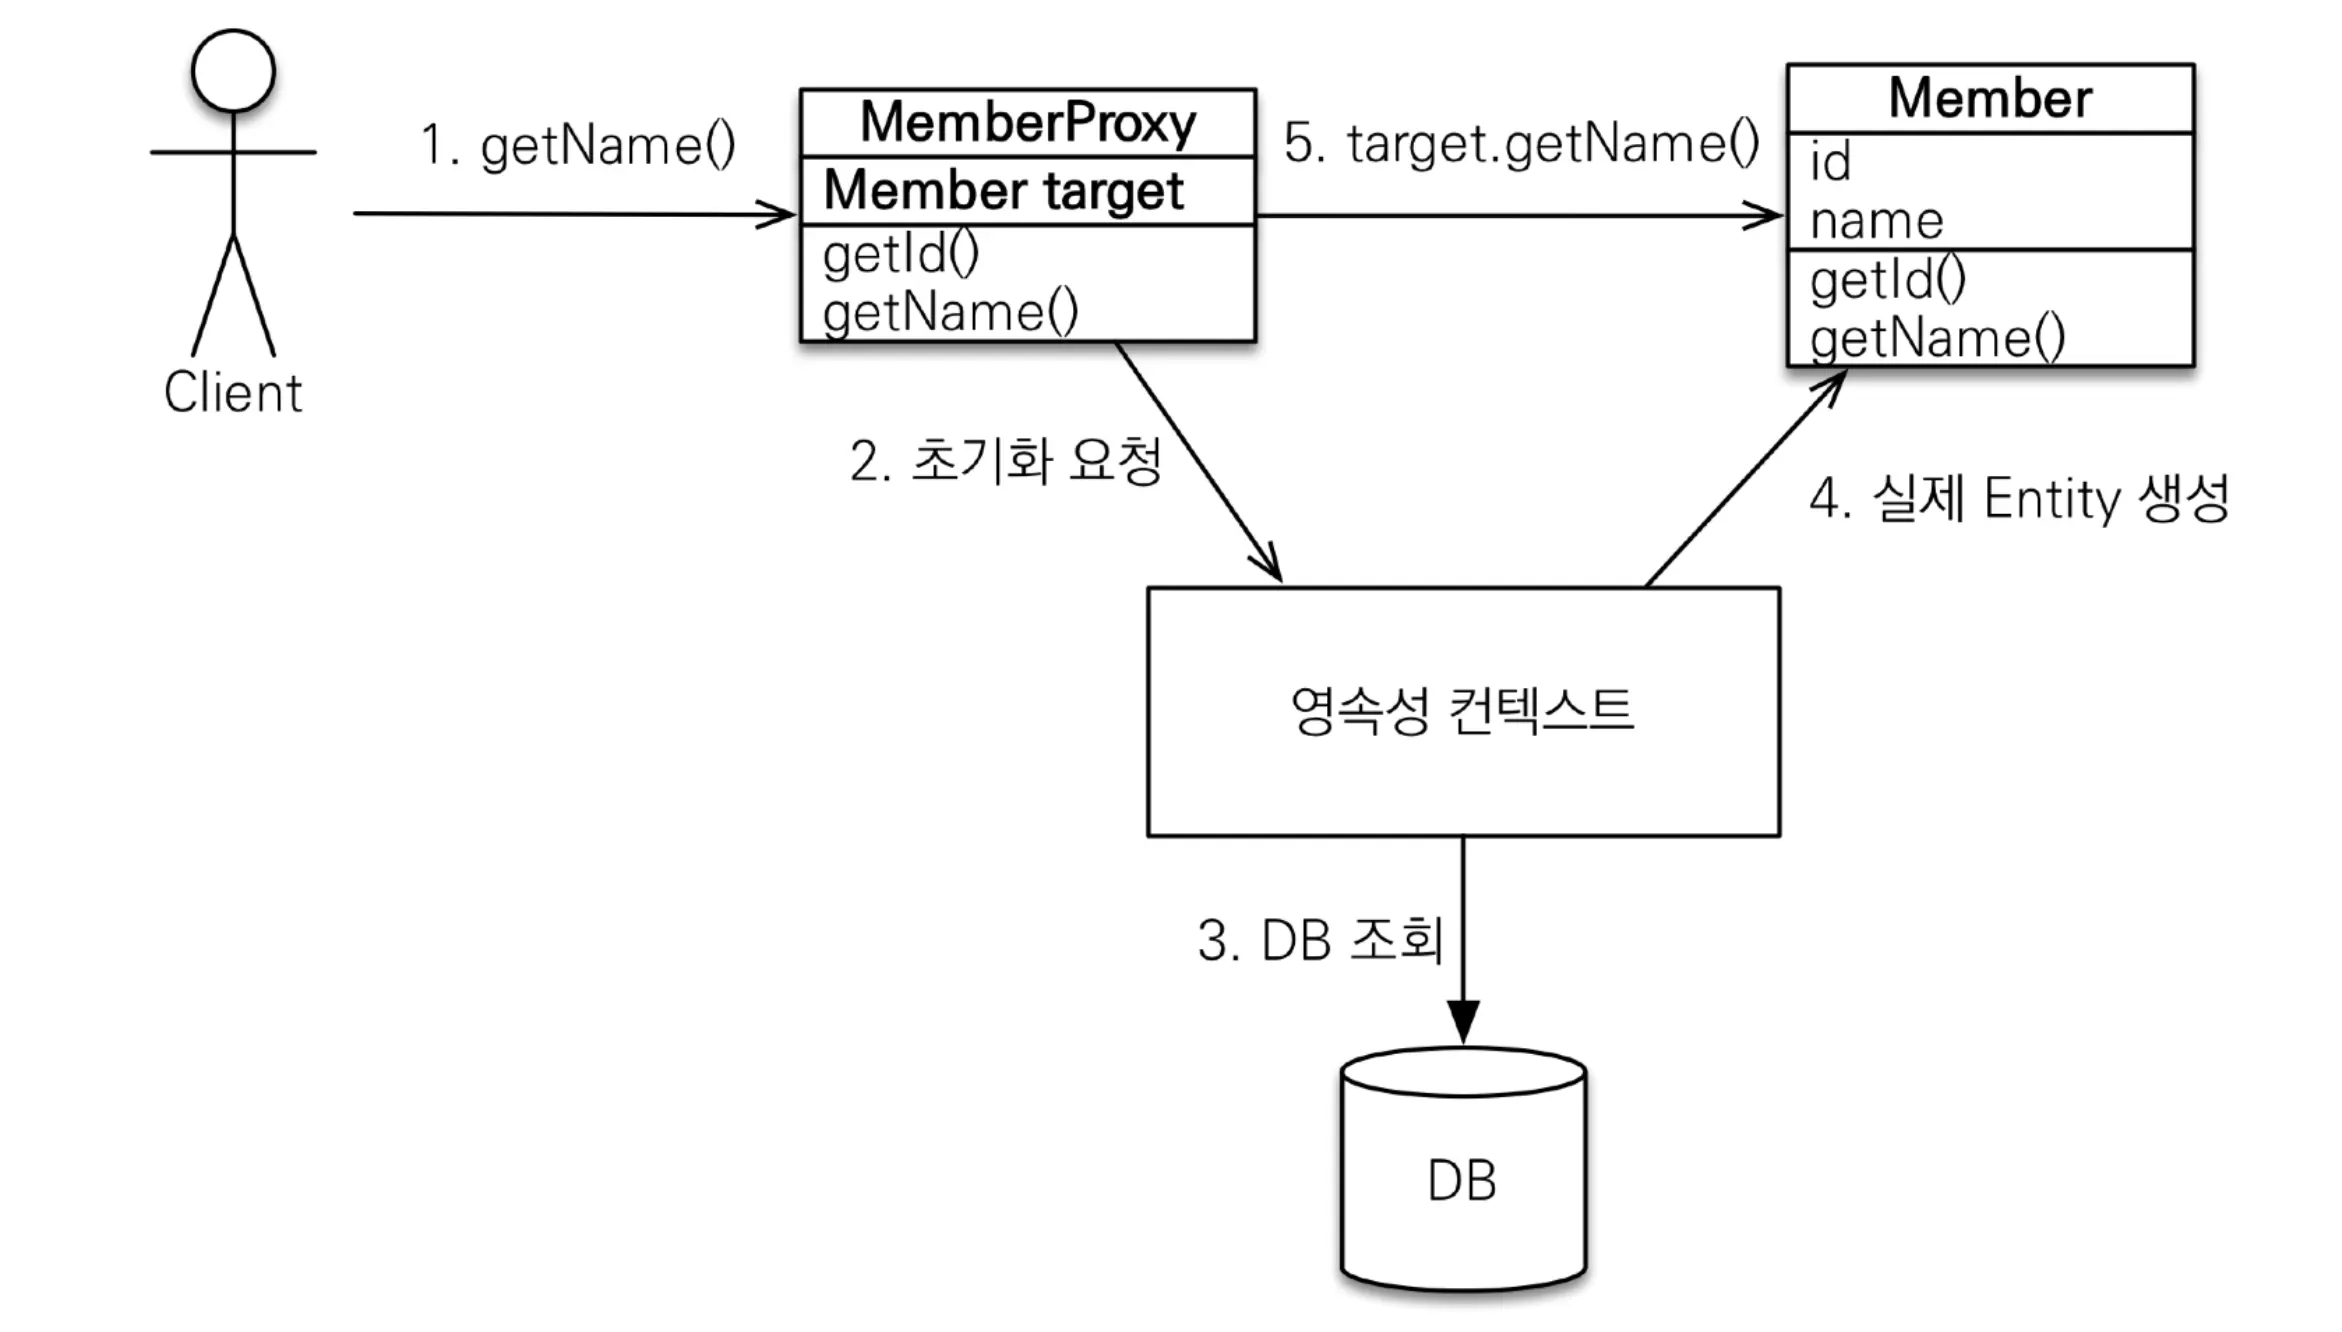 Client
1. getName()
MemberProxy
Member target
getId()
getName()
5. target.getName()
Member
id
name
getId()
getName()
2. 초기화 요청
4. 실제 Entity 생성
영속성 컨텍스트
3. DB 조회
DB